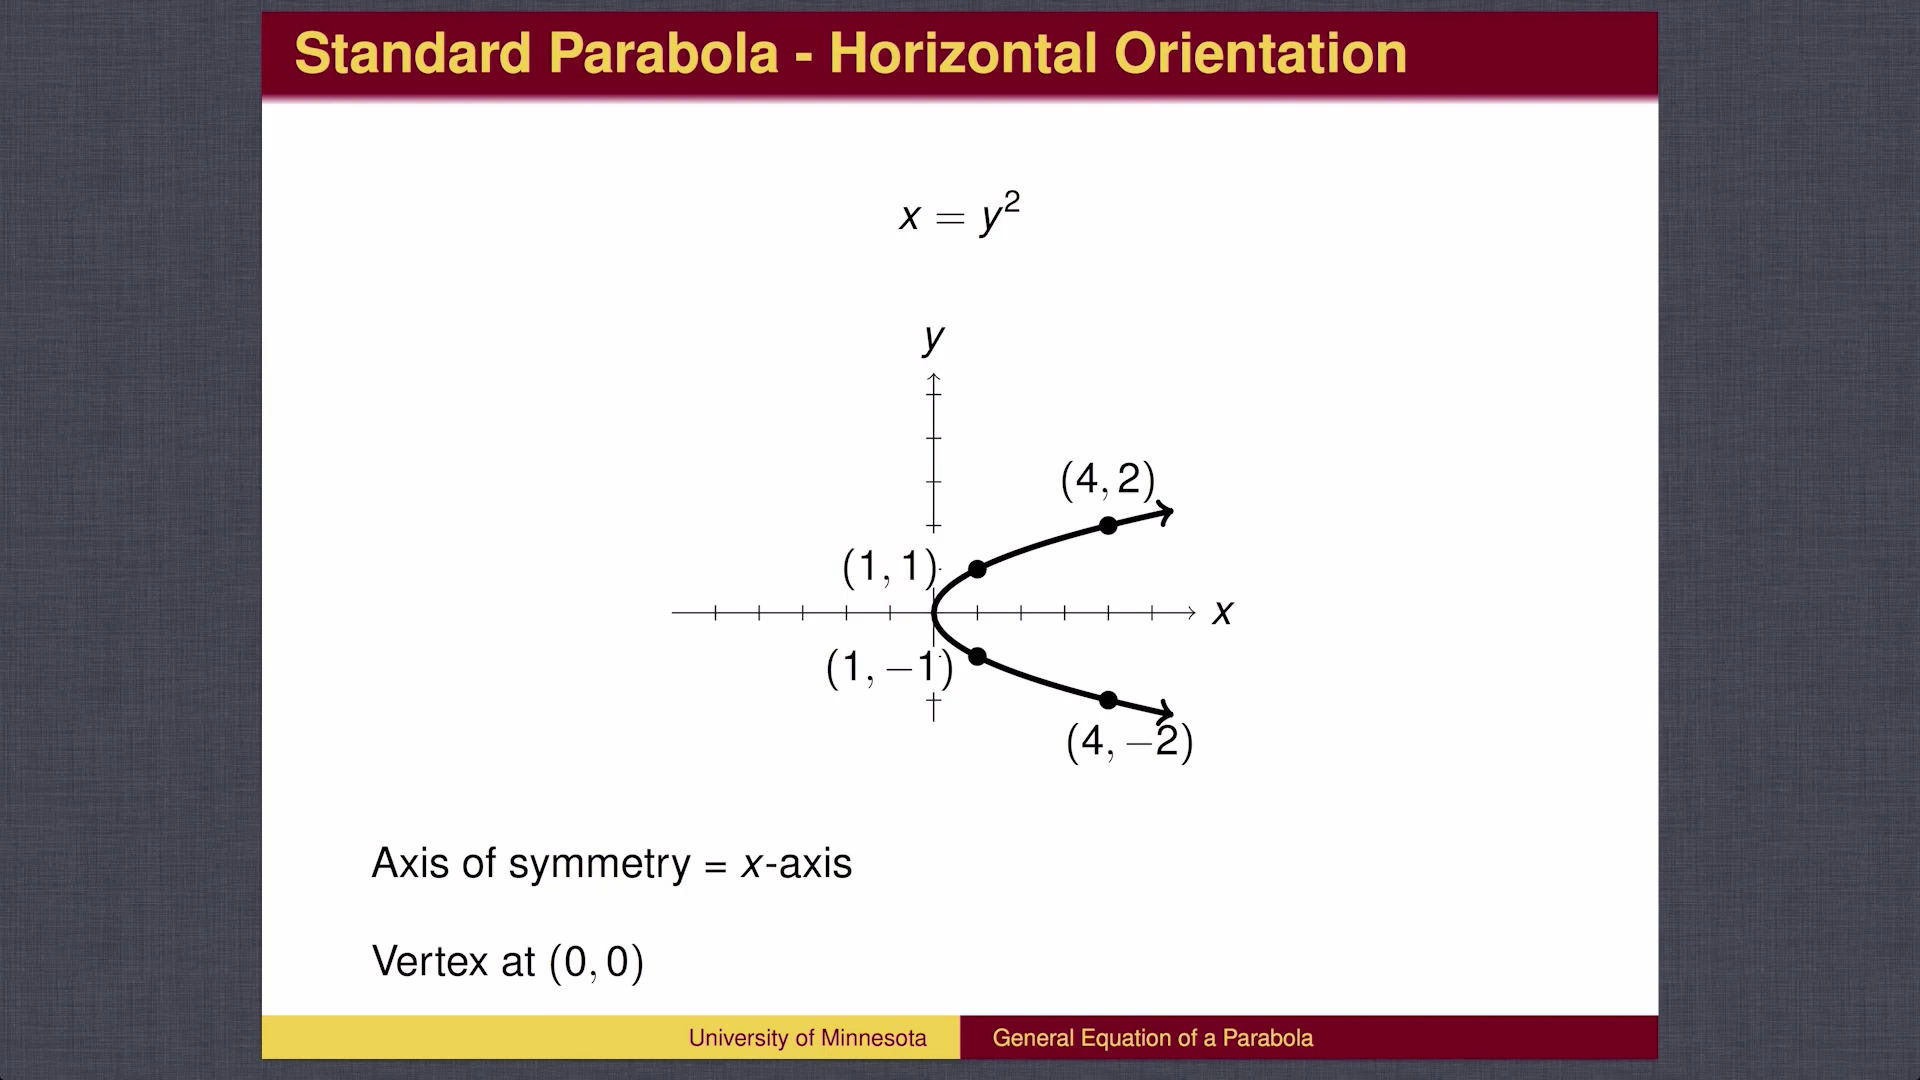 Standard Parabola - Horizontal Orientation
x = y²
y
(4, 2)
(1, 1)
x
(1, −1)
(4, −2)
Axis of symmetry = x-axis
Vertex at (0, 0)
University of Minnesota
General Equation of a Parabola